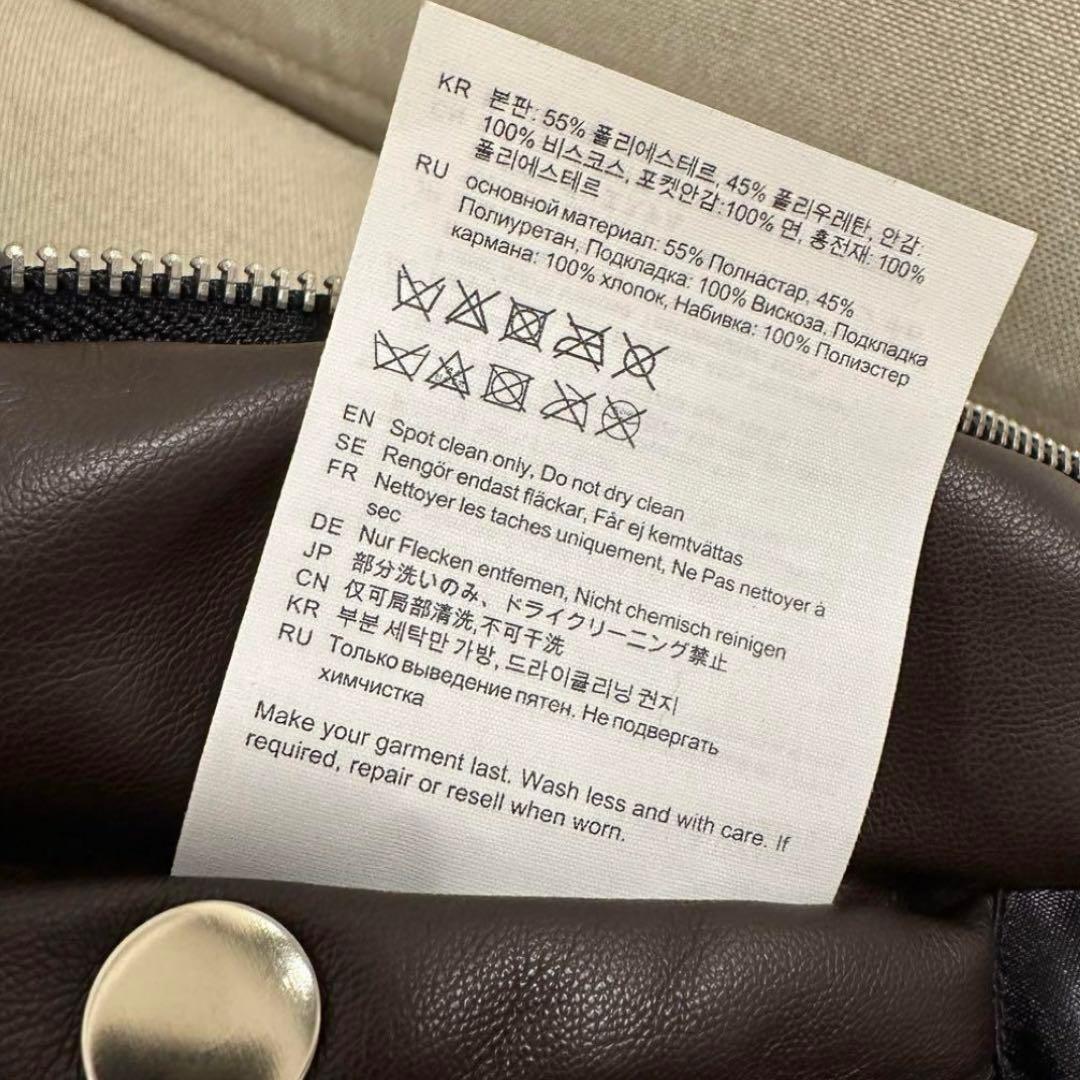 KR 본판: 55% 폴리에스테르, 45% 폴리우레탄, 안감:
100% 비스코스, 포켓안감:100% 면, 충전재: 100%
폴리에스테르
RU основной материал: 55% Полнастар, 45%
Полиуретан, Подкладка: 100% Вискоза, Подкладка
кармана: 100% хлопок, Набивка: 100% Полиэстер
EN Spot clean only, Do not dry clean
SE Rengör endast fläckar, Får ej kemtvättas
FR Nettoyer les taches uniquement, Ne Pas nettoyer à
sec
DE Nur Flecken entfemen, Nicht chemisch reinigen
JP 部分洗いのみ、ドライクリーニング禁止
CN 仅可局部清洗,不可干洗
KR 부분 세탁만 가방, 드라이클리닝 권지
RU Только выведение пятен. Не подвергать
химчистка
Make your garment last. Wash less and with care. If
required, repair or resell when worn.